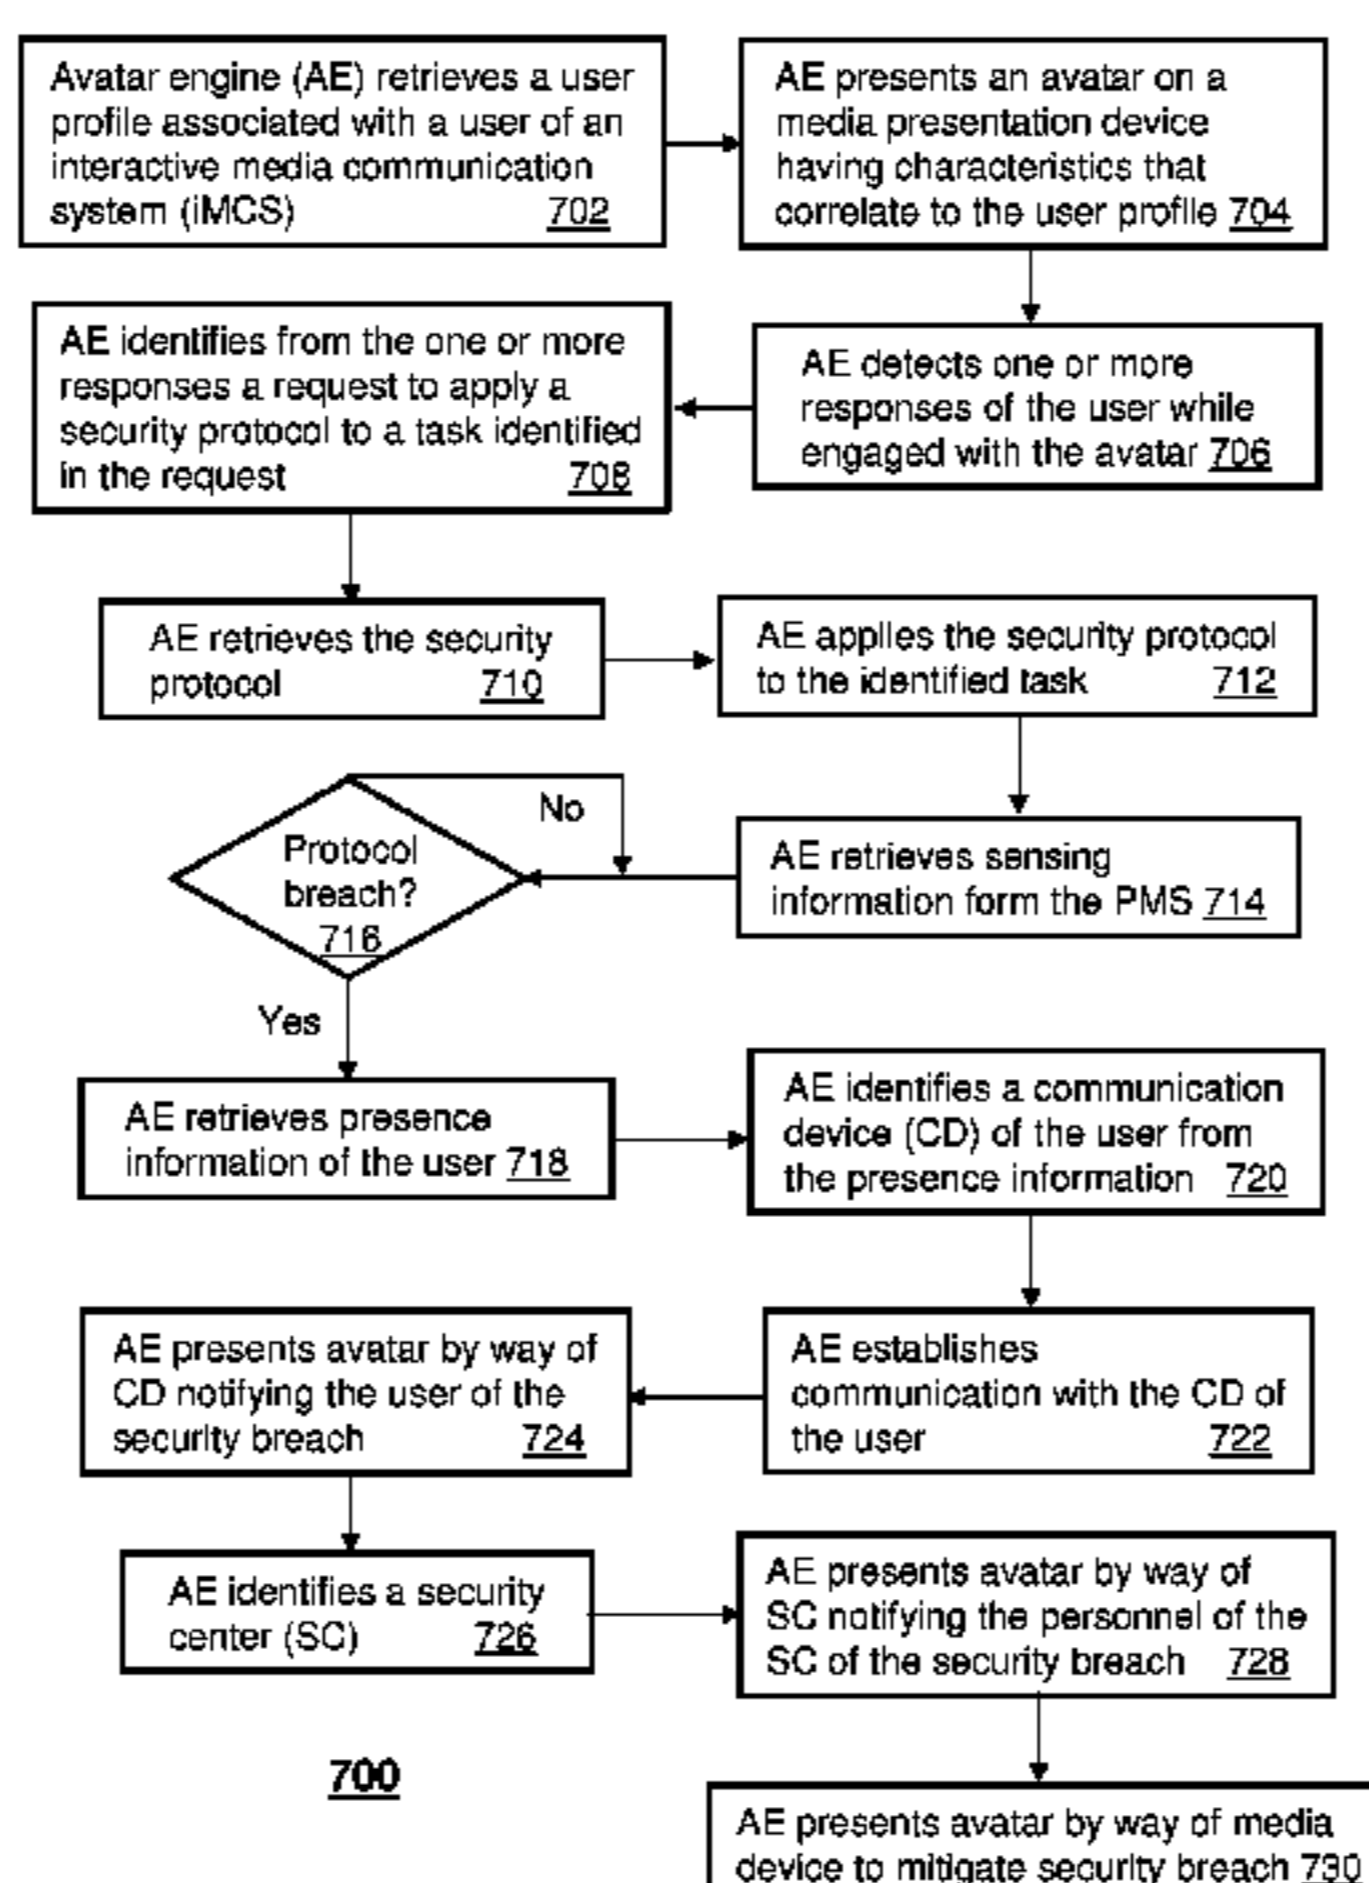 Avatar engine (AE) retrieves a user
profile associated with a user of an
interactive media communication
system (iMCS) 702
AE presents an avatar on a
media presentation device
having characteristics that
correlate to the user profile 704
AE detects one or more
responses of the user while
engaged with the avatar 706
AE identifies from the one or more
responses a request to apply a
security protocol to a task identified
in the request 708
AE retrieves the security
protocol 710
AE applies the security protocol
to the identified task 712
AE retrieves sensing
information form the PMS 714
Protocol
breach?
716
No
Yes
AE retrieves presence
information of the user 718
AE identifies a communication
device (CD) of the user from
the presence information 720
AE establishes
communication with the CD of
the user 722
AE presents avatar by way of
CD notifying the user of the
security breach 724
AE identifies a security
center (SC) 726
AE presents avatar by way of
SC notifying the personnel of the
SC of the security breach 728
AE presents avatar by way of media
device to mitigate security breach 730
700